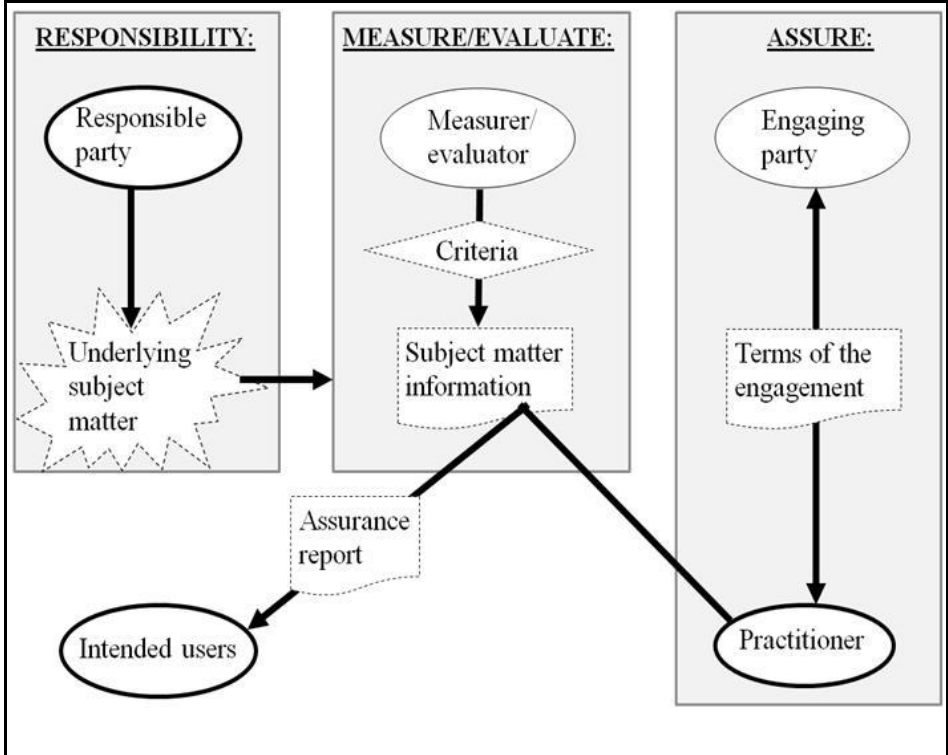 RESPONSIBILITY:
Responsible
party
Underlying
subject
matter
MEASURE/EVALUATE:
Measurer/
evaluator
Criteria
Subject matter
information
ASSURE:
Engaging
party
Terms of the
engagement
Practitioner
Assurance
report
Intended users